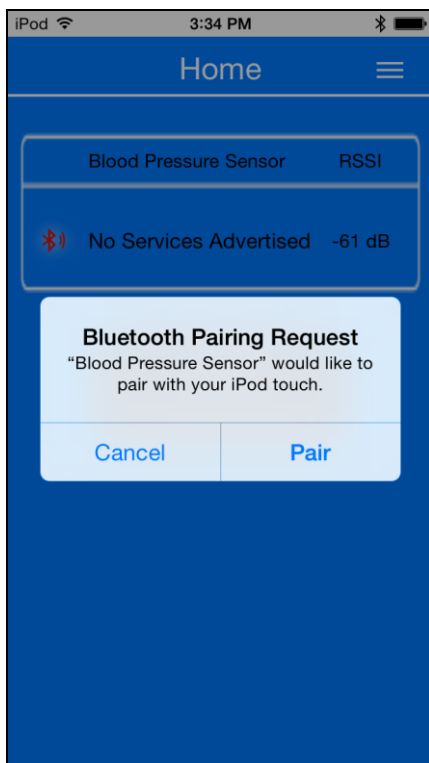 iPod 3:34 PM
Home
Blood Pressure Sensor RSSI
No Services Advertised -61 dB
Bluetooth Pairing Request
“Blood Pressure Sensor” would like to
pair with your iPod touch.
Cancel Pair